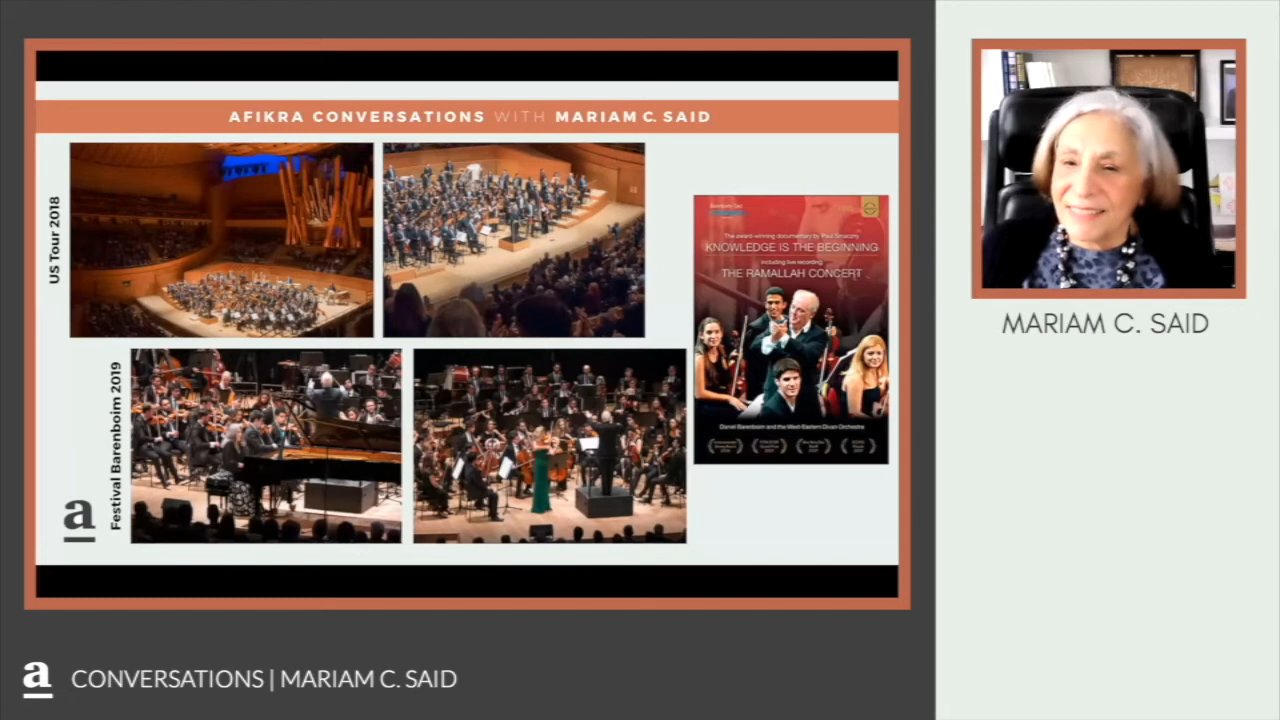 AFIKRA CONVERSATIONS WITH MARIAM C. SAID
US Tour 2018
Festival Barenboim 2019
a
The award-winning documentary by Paul Smaczny
KNOWLEDGE IS THE BEGINNING
including live recording
THE RAMALLAH CONCERT
Daniel Barenboim and the West-Eastern Divan Orchestra
MARIAM C. SAID
a CONVERSATIONS | MARIAM C. SAID